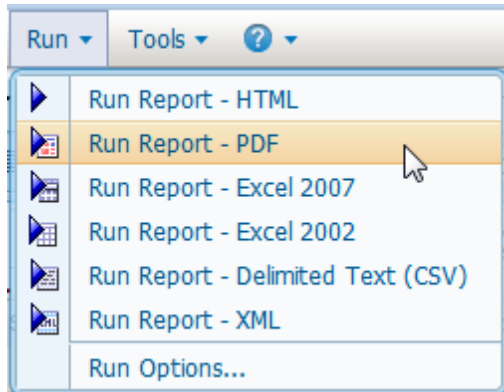 Run Tools ?
Run Report - HTML
Run Report - PDF
Run Report - Excel 2007
Run Report - Excel 2002
Run Report - Delimited Text (CSV)
Run Report - XML
Run Options...